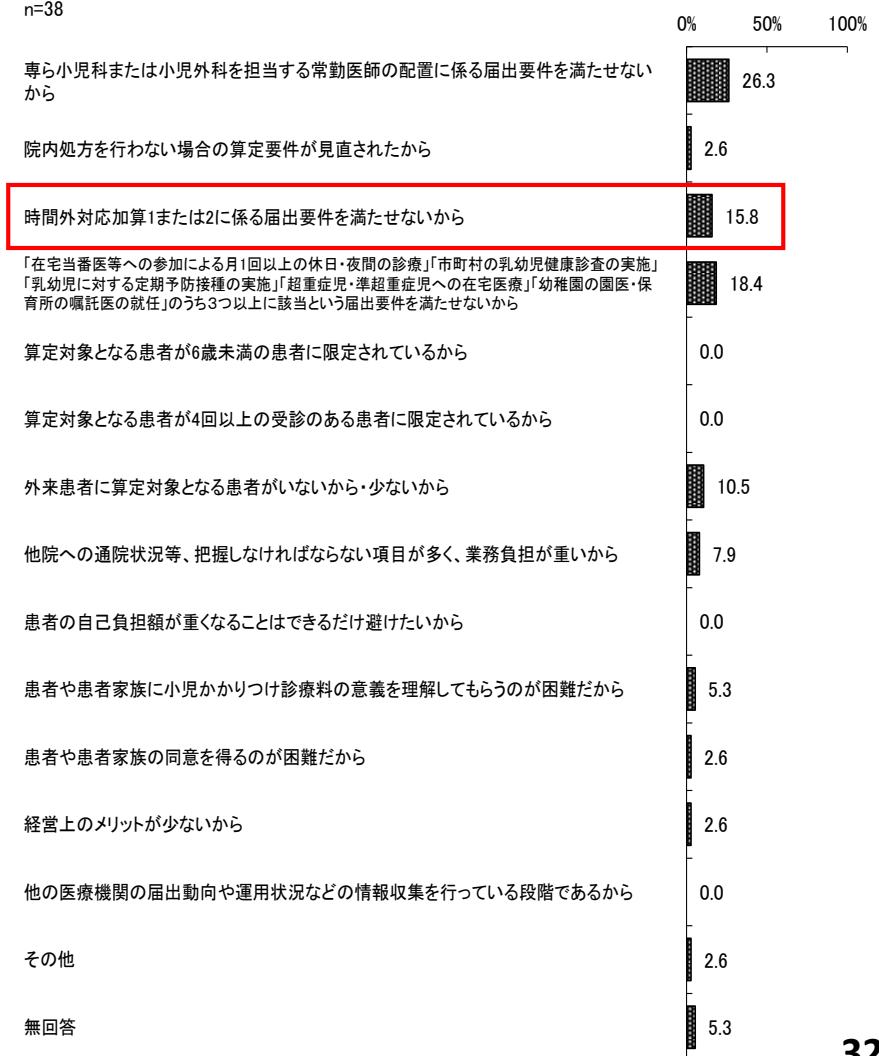 n=38
0% 50% 100%
専ら小児科または小児外科を担当する常勤医師の配置に係る届出要件を満たせない
から
26.3
院内処方を行わない場合の算定要件が見直されたから
2.6
時間外対応加算1または2に係る届出要件を満たせないから
15.8
「在宅当番医等への参加による月1回以上の休日・夜間の診療」「市町村の乳幼児健康診査の実施」
「乳幼児に対する定期予防接種の実施」「超重症児・準超重症児への在宅医療」「幼稚園の園医・保
育所の嘱託医の就任」のうち3つ以上に該当という届出要件を満たせないから
18.4
算定対象となる患者が6歳未満の患者に限定されているから
0.0
算定対象となる患者が4回以上の受診のある患者に限定されているから
0.0
外来患者に算定対象となる患者がいないから・少ないから
10.5
他院への通院状況等、把握しなければならない項目が多く、業務負担が重いから
7.9
患者の自己負担額が重くなることはできるだけ避けたいから
0.0
患者や患者家族に小児かかりつけ診療料の意義を理解してもらうのが困難だから
5.3
患者や患者家族の同意を得るのが困難だから
2.6
経営上のメリットが少ないから
2.6
他の医療機関の届出動向や運用状況などの情報収集を行っている段階であるから
0.0
その他
2.6
無回答
5.3
32